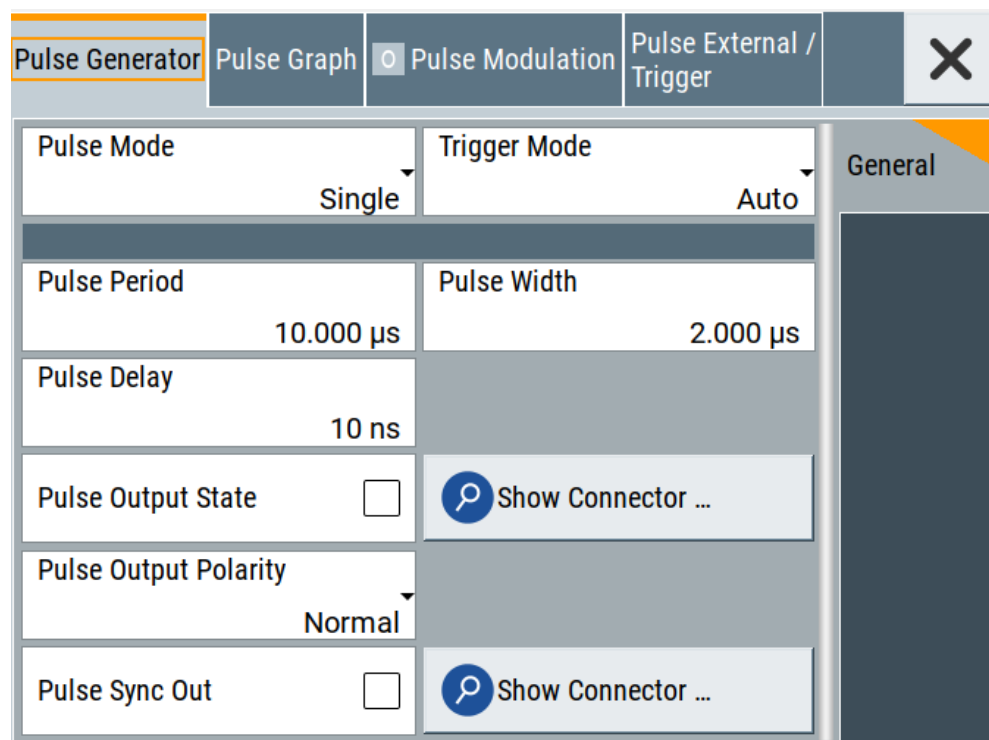 Pulse Generator
Pulse Graph
0 Pulse Modulation
Pulse External /
Trigger
General
Pulse Mode
Single
Trigger Mode
Auto
Pulse Period
10.000 µs
Pulse Width
2.000 µs
Pulse Delay
10 ns
Pulse Output State
Show Connector ...
Pulse Output Polarity
Normal
Pulse Sync Out
Show Connector ...